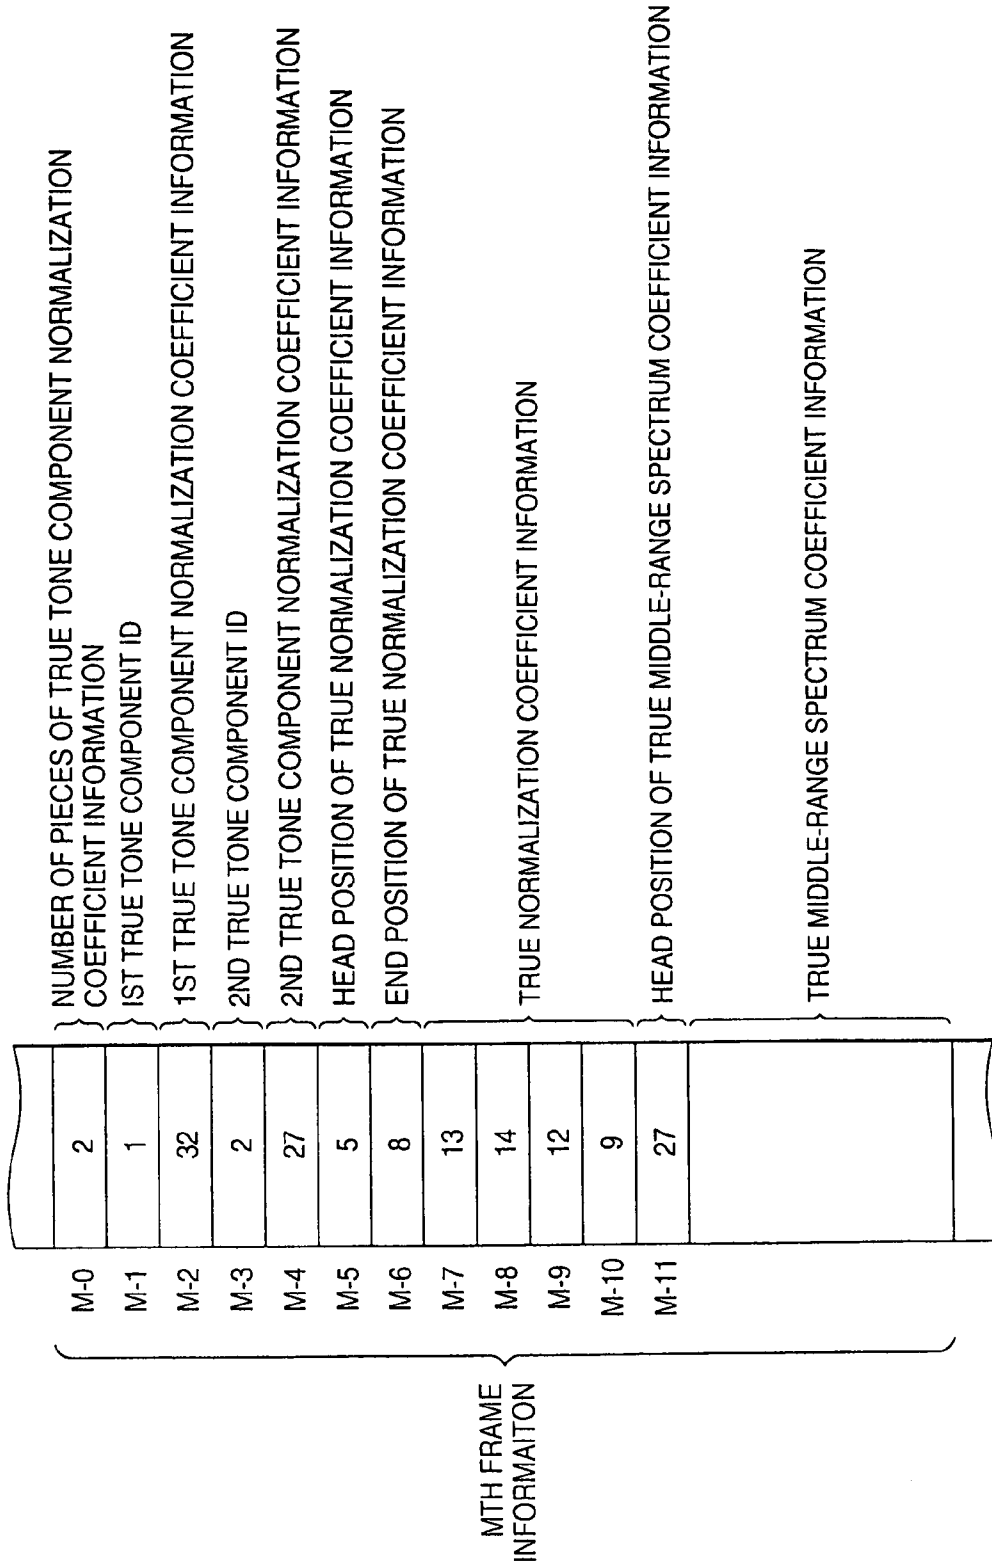 NUMBER OF PIECES OF TRUE TONE COMPONENT NORMALIZATION
COEFFICIENT INFORMATION
IST TRUE TONE COMPONENT ID
1ST TRUE TONE COMPONENT NORMALIZATION COEFFICIENT INFORMATION
2ND TRUE TONE COMPONENT ID
2ND TRUE TONE COMPONENT NORMALIZATION COEFFICIENT INFORMATION
HEAD POSITION OF TRUE NORMALIZATION COEFFICIENT INFORMATION
END POSITION OF TRUE NORMALIZATION COEFFICIENT INFORMATION
TRUE NORMALIZATION COEFFICIENT INFORMATION
HEAD POSITION OF TRUE MIDDLE-RANGE SPECTRUM COEFFICIENT INFORMATION
TRUE MIDDLE-RANGE SPECTRUM COEFFICIENT INFORMATION
2
1
32
2
27
5
8
13
14
12
9
27
M-0
M-1
M-2
M-3
M-4
M-5
M-6
M-7
M-8
M-9
M-10
M-11
MTH FRAME
INFORMAITON